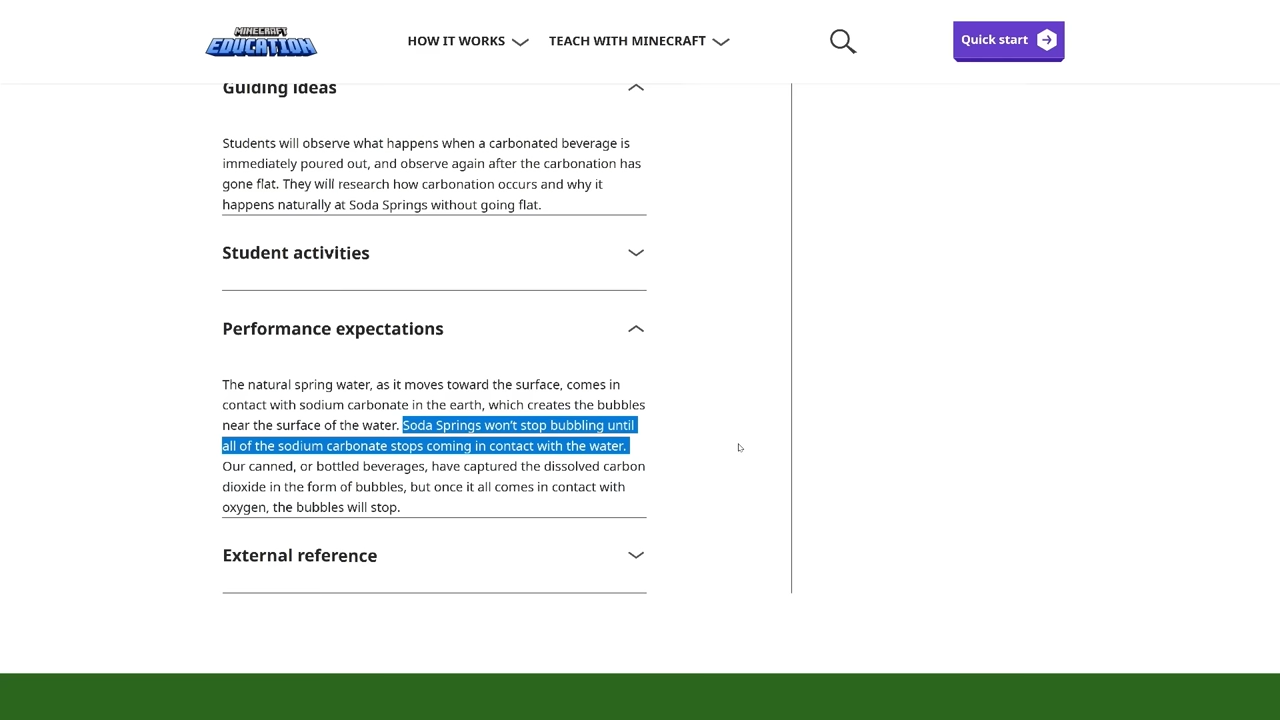 MINECRAFT
EDUCATION
HOW IT WORKS
TEACH WITH MINECRAFT
Quick start
Guiding ideas
Students will observe what happens when a carbonated beverage is
immediately poured out, and observe again after the carbonation has
gone flat. They will research how carbonation occurs and why it
happens naturally at Soda Springs without going flat.
Student activities
Performance expectations
The natural spring water, as it moves toward the surface, comes in
contact with sodium carbonate in the earth, which creates the bubbles
near the surface of the water. Soda Springs won’t stop bubbling until
all of the sodium carbonate stops coming in contact with the water.
Our canned, or bottled beverages, have captured the dissolved carbon
dioxide in the form of bubbles, but once it all comes in contact with
oxygen, the bubbles will stop.
External reference